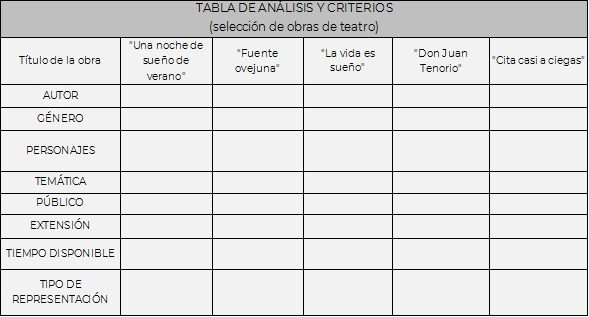 TABLA DE ANÁLISIS Y CRITERIOS
(selección de obras de teatro)
Título de la obra
"Una noche de
sueño de
verano"
"Fuente
ovejuna"
"La vida es
sueño"
"Don Juan
Tenorio"
"Cita casi a ciegas"
AUTOR
GÉNERO
PERSONAJES
TEMÁTICA
PÚBLICO
EXTENSIÓN
TIEMPO DISPONIBLE
TIPO DE
REPRESENTACIÓN